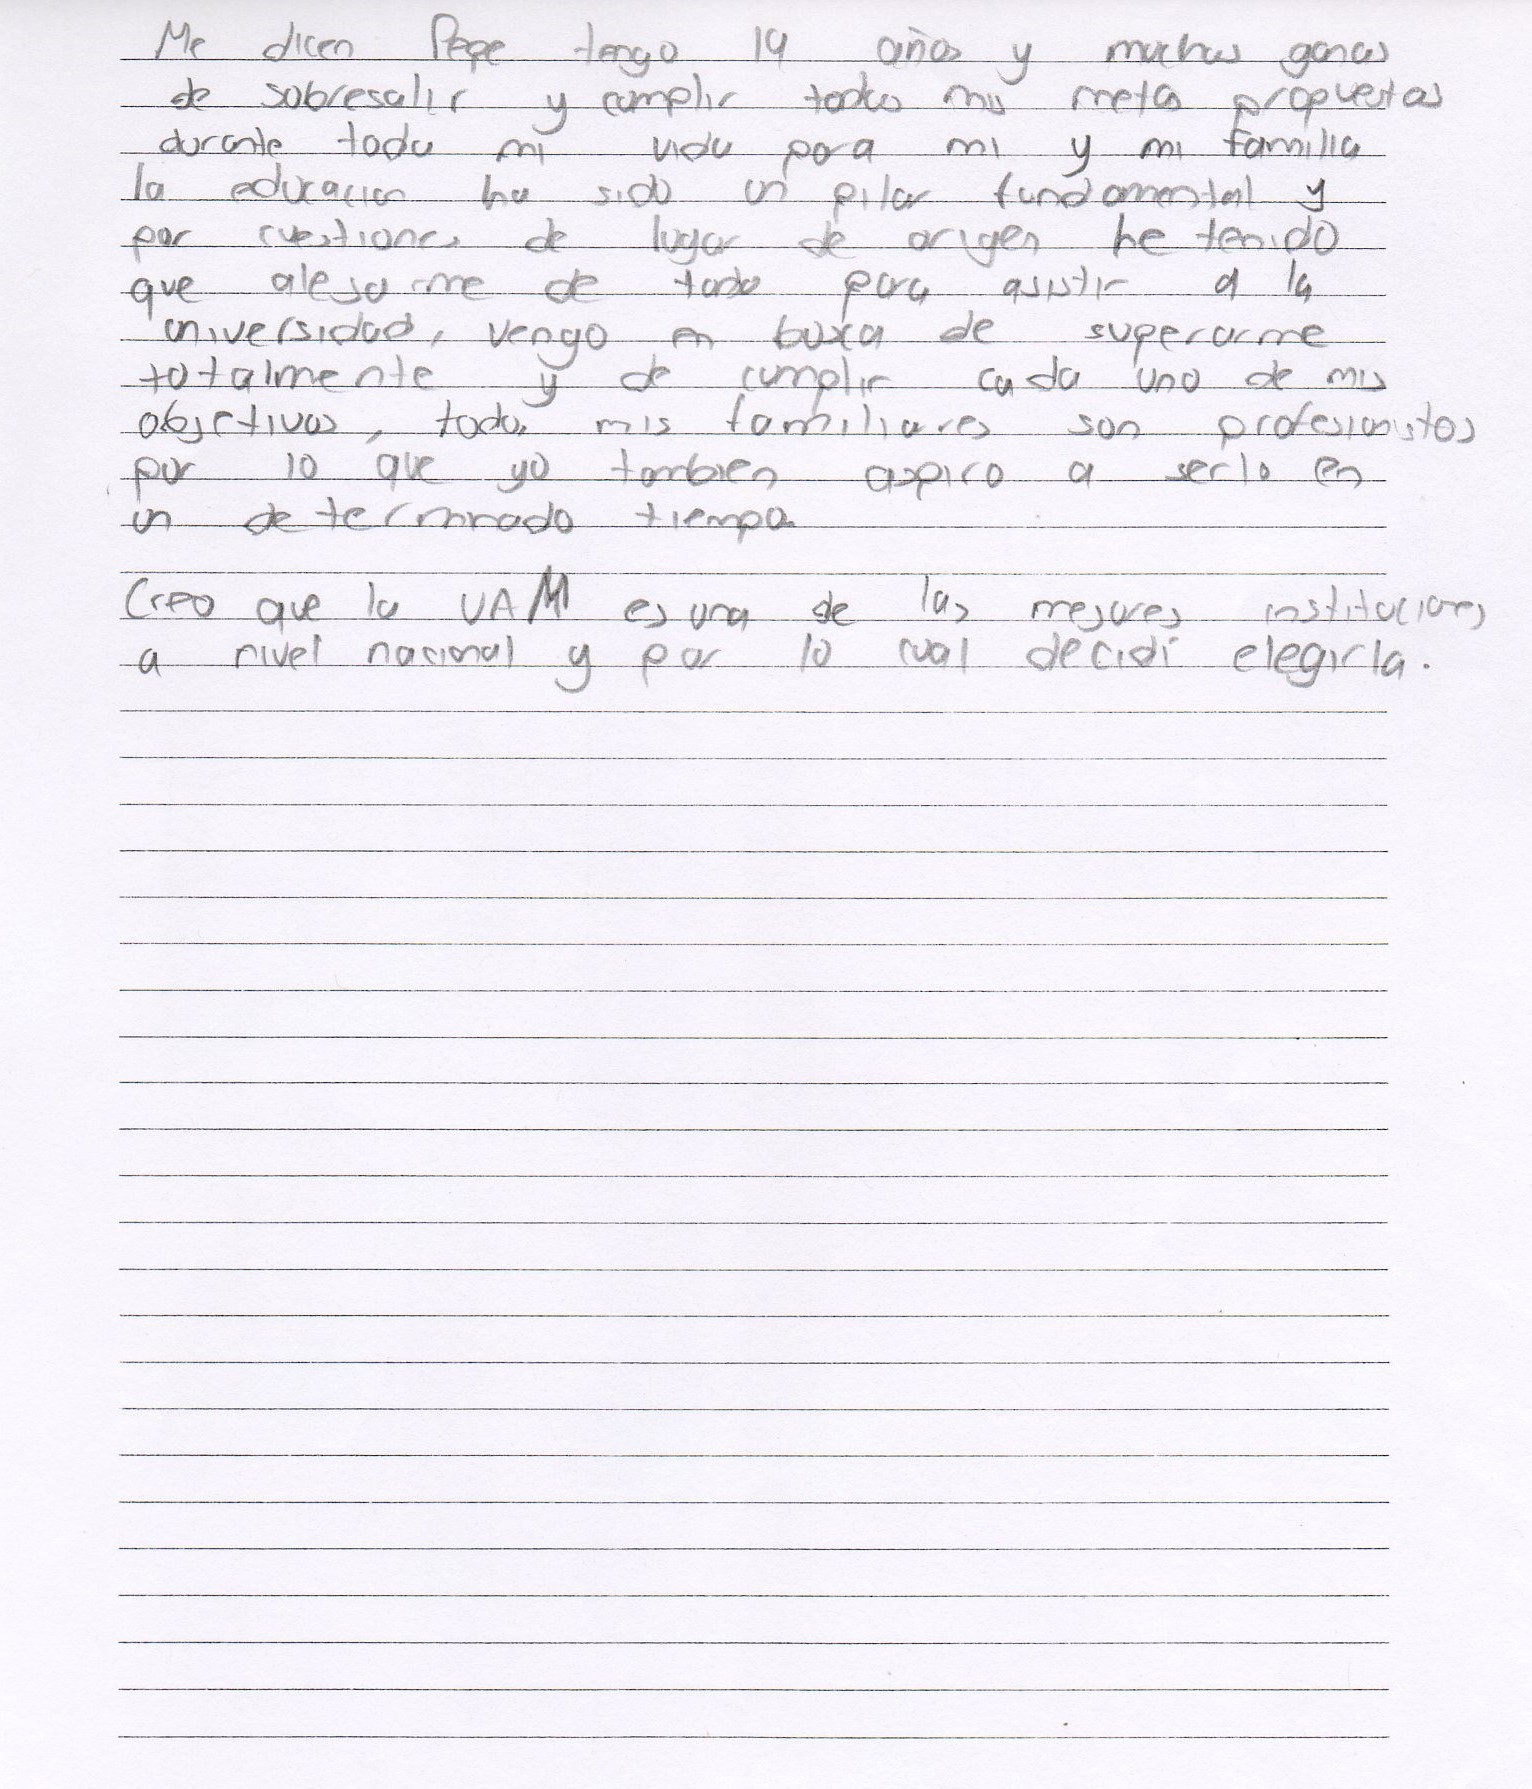 Me dicen Pepe tengo 19 años y muchas ganas
de sobresalir y cumplir todas mis metas propuestas
durante toda mi vida para mi y mi familia
la educacion ha sido un pilar fundamental y
por cuestiones de lugar de origen he tenido
que alejarme de todo para asistir a la
universidad, vengo en busca de superarme
totalmente y de cumplir cada uno de mis
objetivos, todos mis familiares son profesionistas
por lo que yo tambien aspiro a serlo en
un determinado tiempo.
Creo que la UAM es una de las mejores instituciones
a nivel nacional y por lo cual decidí elegirla.